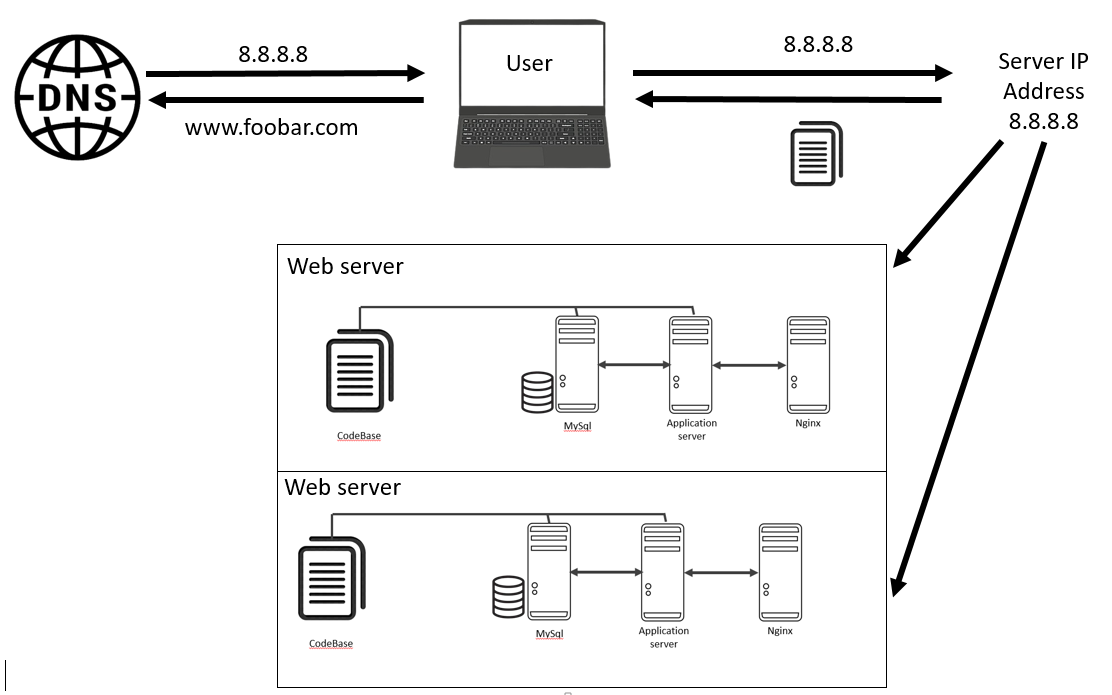 DNS
8.8.8.8
www.foobar.com
User
8.8.8.8
Server IP
Address
8.8.8.8
Web server
CodeBase
MySql
Application
server
Nginx
Web server
CodeBase
MySql
Application
server
Nginx